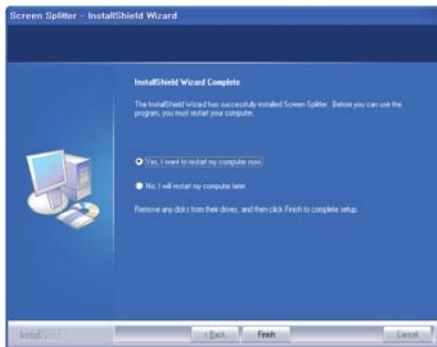 Screen Splitter - InstallShield Wizard
InstallShield Wizard Complete
The InstallShield Wizard has successfully installed Screen Splitter. Before you can use the
program, you must restart your computer.
Yes, I want to restart my computer now.
No, I will restart my computer later.
Remove any disks from their drives, and then click Finish to complete setup.
InstallShield
< Back
Finish
Cancel